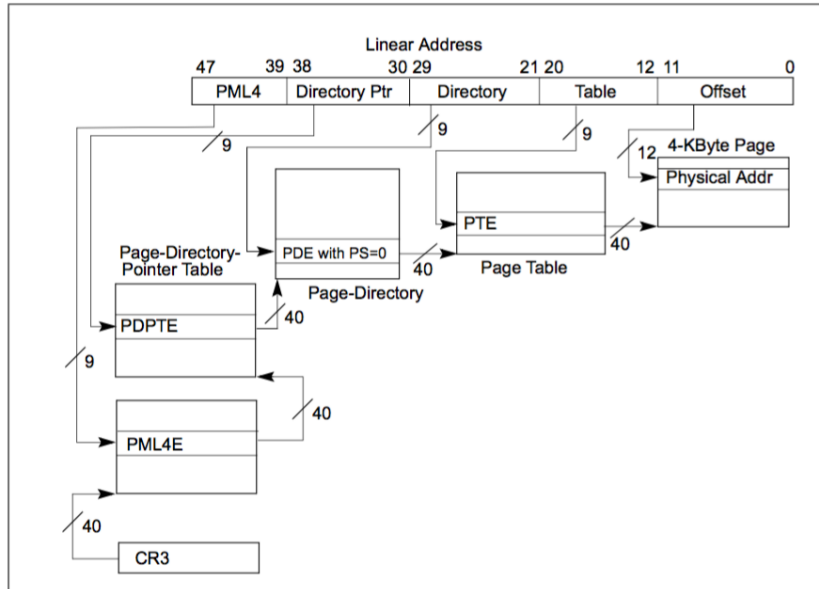 Linear Address
47 39 38 30 29 21 20 12 11 0
PML4 Directory Ptr Directory Table Offset
9 9 9
12 4-KByte Page
Physical Addr
PTE
40
PDE with PS=0
40
Page Table
Page-Directory-
Pointer Table
Page-Directory
40
PDPTE
9
40
PML4E
40
CR3